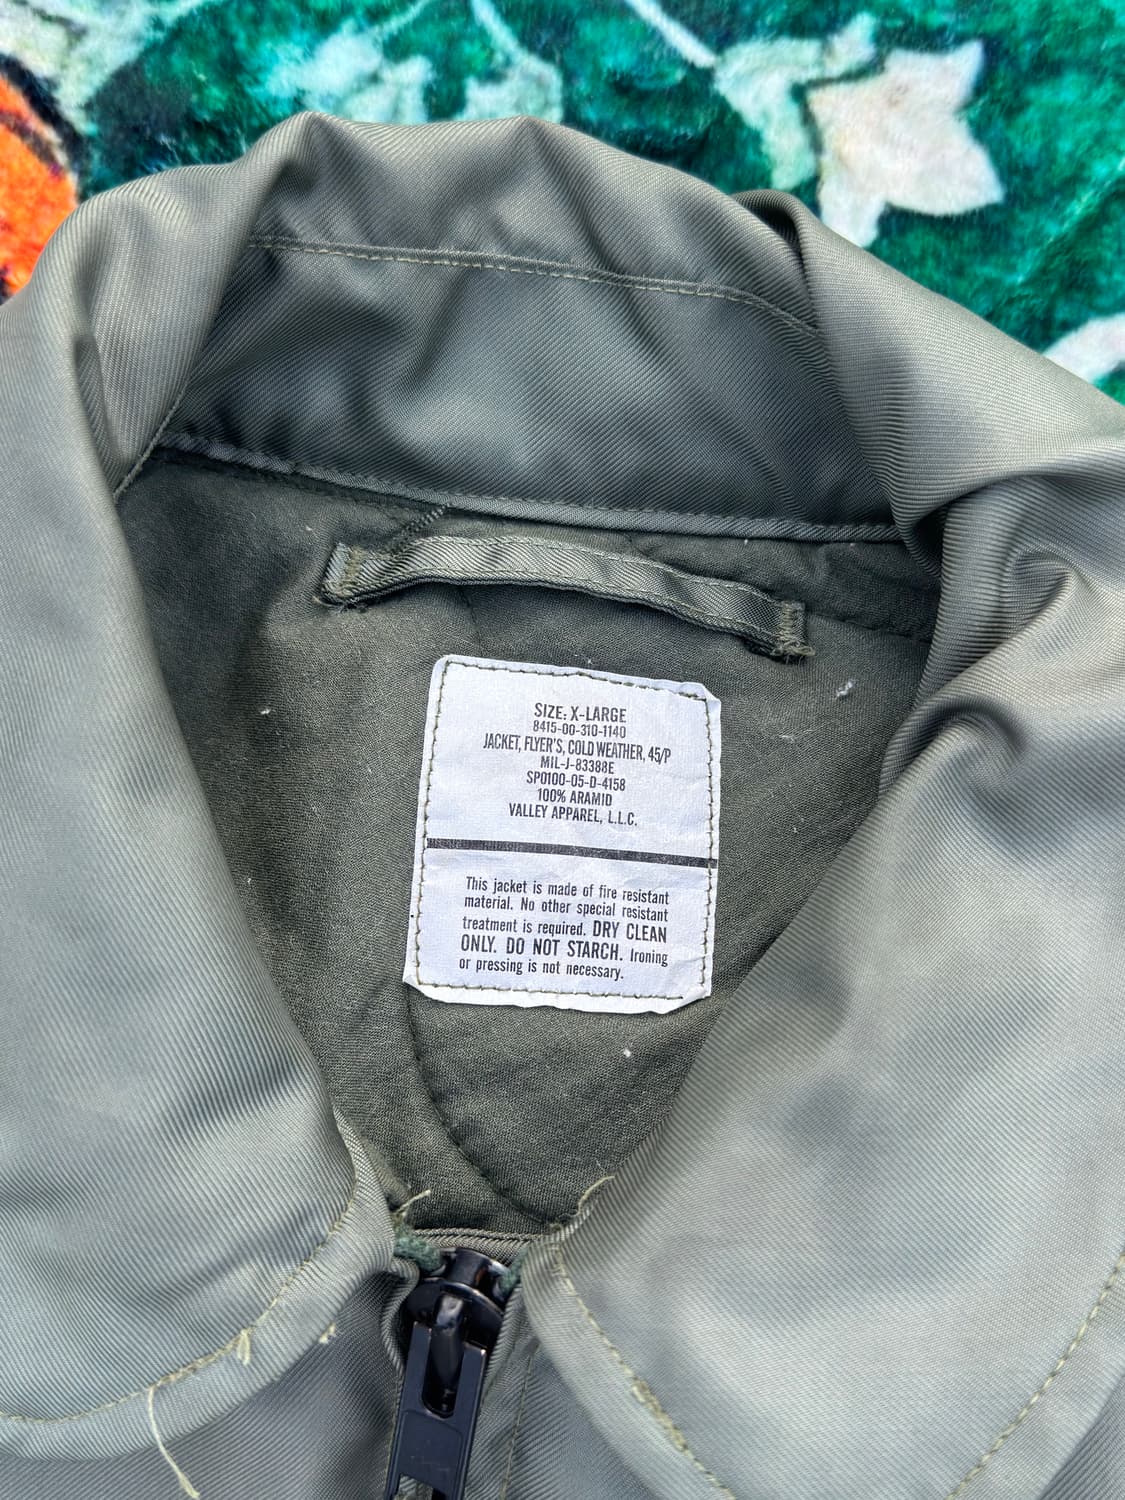 SIZE: X-LARGE
8415-00-310-1140
JACKET, FLYER'S, COLD WEATHER, 45/P
MIL-J-83388E
SP0100-05-D-4158
100% ARAMID
VALLEY APPAREL, L.L.C.
This jacket is made of fire resistant
material. No other special resistant
treatment is required. DRY CLEAN
ONLY. DO NOT STARCH. Ironing
or pressing is not necessary.